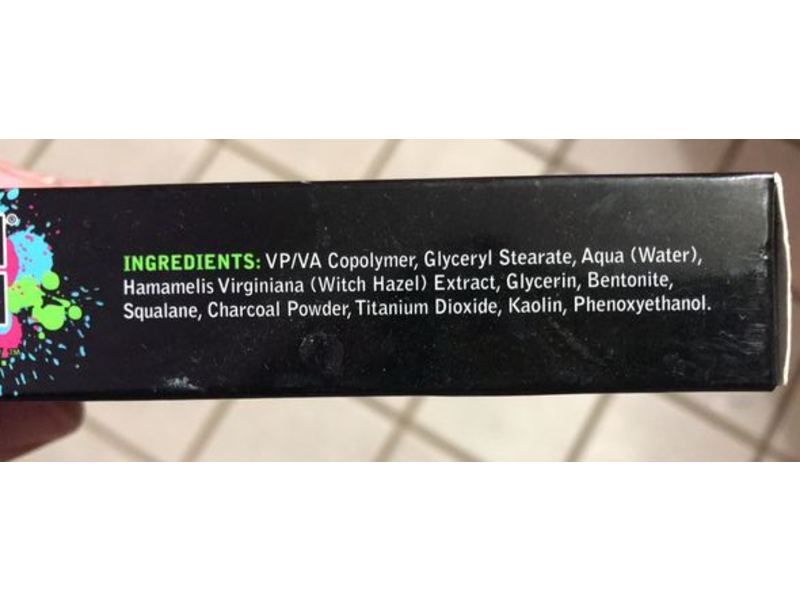 INGREDIENTS: VP/VA Copolymer, Glyceryl Stearate, Aqua (Water),
Hamamelis Virginiana (Witch Hazel) Extract, Glycerin, Bentonite,
Squalane, Charcoal Powder, Titanium Dioxide, Kaolin, Phenoxyethanol.